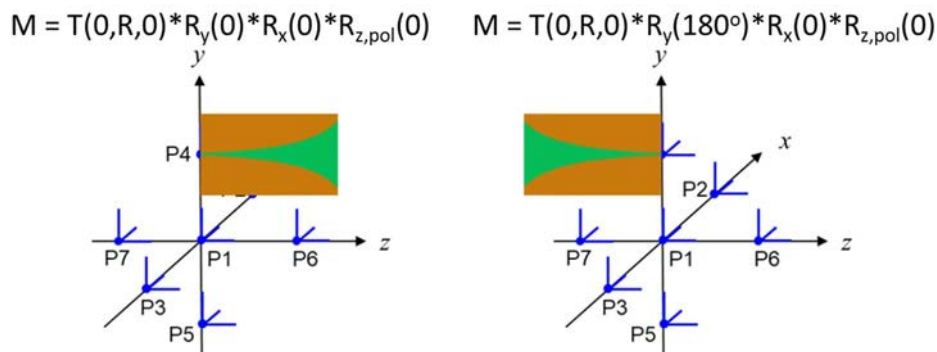 M = T(0,R,0)*Ry(0)*Rx(0)*Rz,pol(0)
M = T(0,R,0)*Ry(180o)*Rx(0)*Rz,pol(0)
y
P4
z
P7
P1
P6
P3
P5
y
x
P2
z
P7
P1
P6
P3
P5